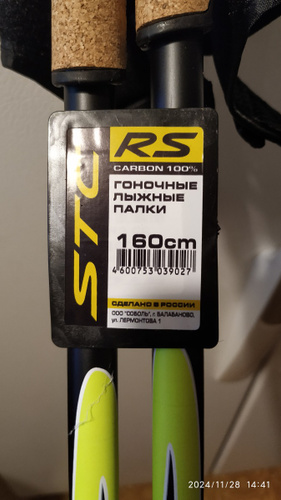 STC
RS
CARBON 100%
ГОНОЧНЫЕ
ЛЫЖНЫЕ
ПАЛКИ
160cm
4600753039027
СДЕЛАНО В РОССИИ
ООО "СОБОЛЬ", г. БАЛАБАНОВО,
ул. ЛЕРМОНТОВА 1
2024/11/28 14:41